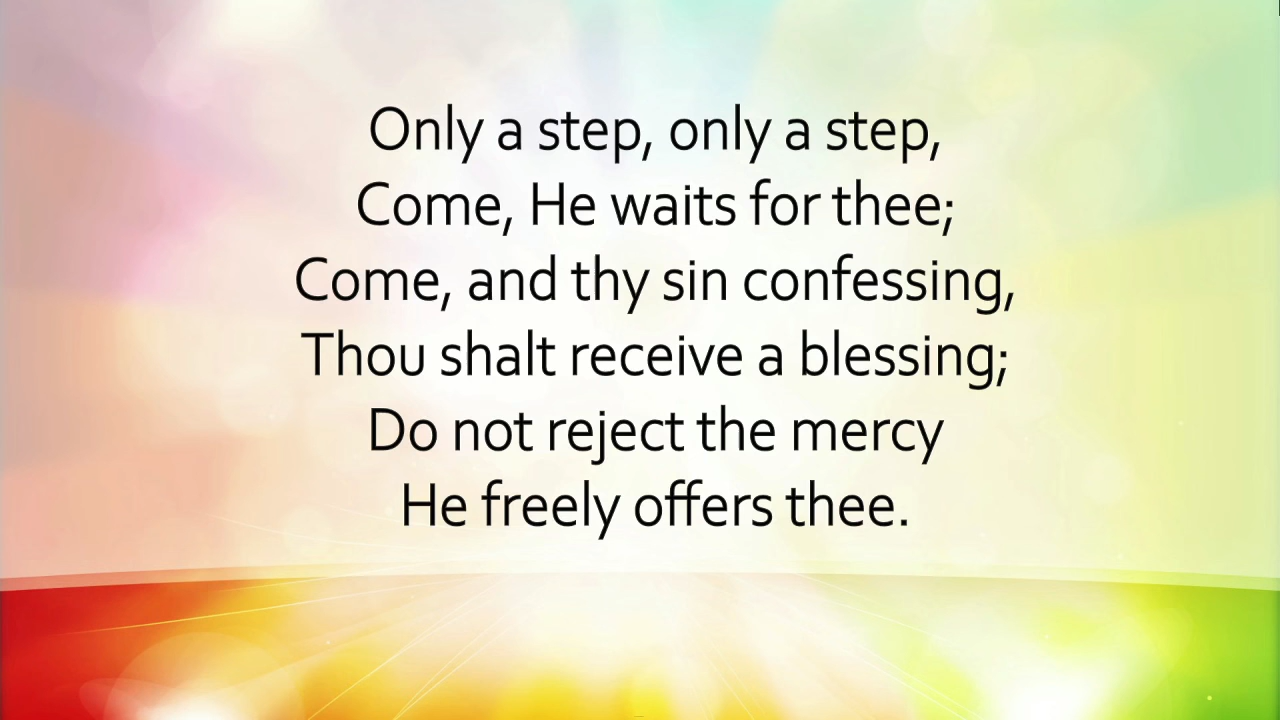 Only a step, only a step,
Come, He waits for thee;
Come, and thy sin confessing,
Thou shalt receive a blessing;
Do not reject the mercy
He freely offers thee.